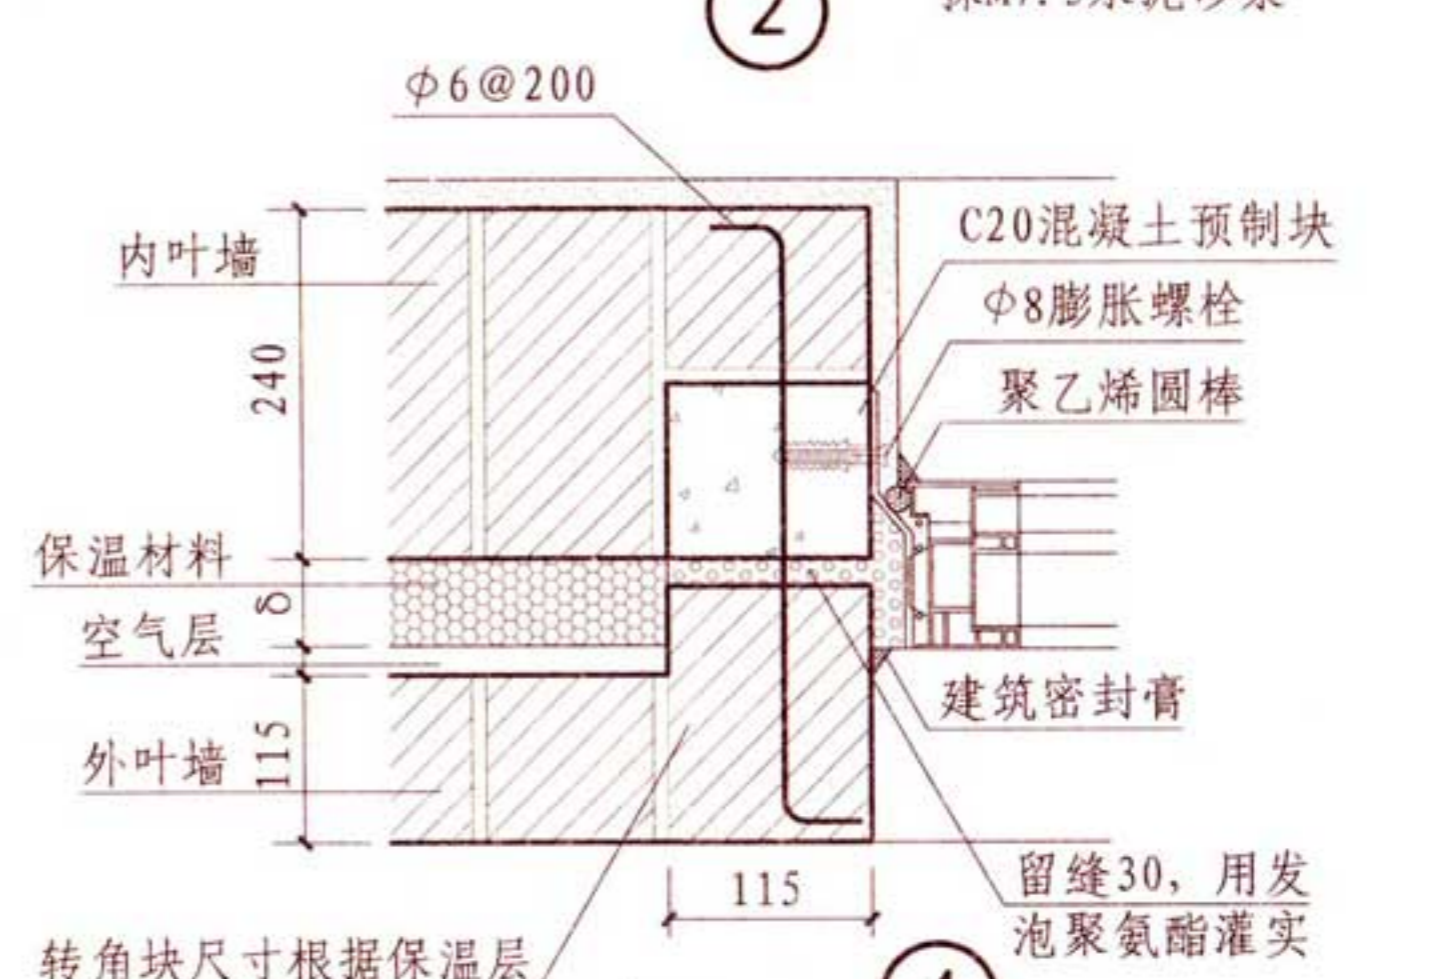 2
φ6@200
C20混凝土预制块
内叶墙
φ8膨胀螺栓
240
聚乙烯圆棒
保温材料
δ
空气层
建筑密封膏
外叶墙
115
115
留缝30，用发
泡聚氨酯灌实
转角块尺寸根据保温层